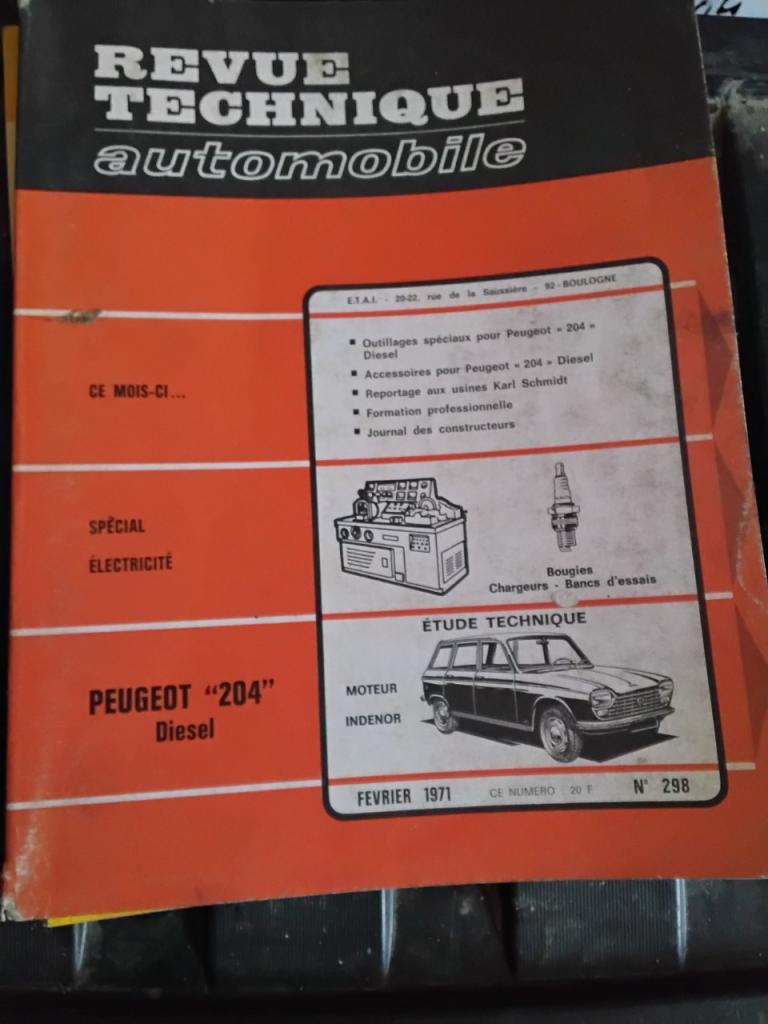 REVUE
TECHNIQUE
automobile
E.T.A.I. - 20-22, rue de la Saussière - 92 - BOULOGNE
CE MOIS-CI...
▪ Outillages spéciaux pour Peugeot « 204 »
Diesel
▪ Accessoires pour Peugeot « 204 » Diesel
▪ Reportage aux usines Karl Schmidt
▪ Formation professionnelle
▪ Journal des constructeurs
SPÉCIAL
ÉLECTRICITÉ
Bougies
Chargeurs - Bancs d'essais
PEUGEOT "204"
Diesel
ÉTUDE TECHNIQUE
MOTEUR
INDENOR
FEVRIER 1971 CE NUMERO 20 F N° 298